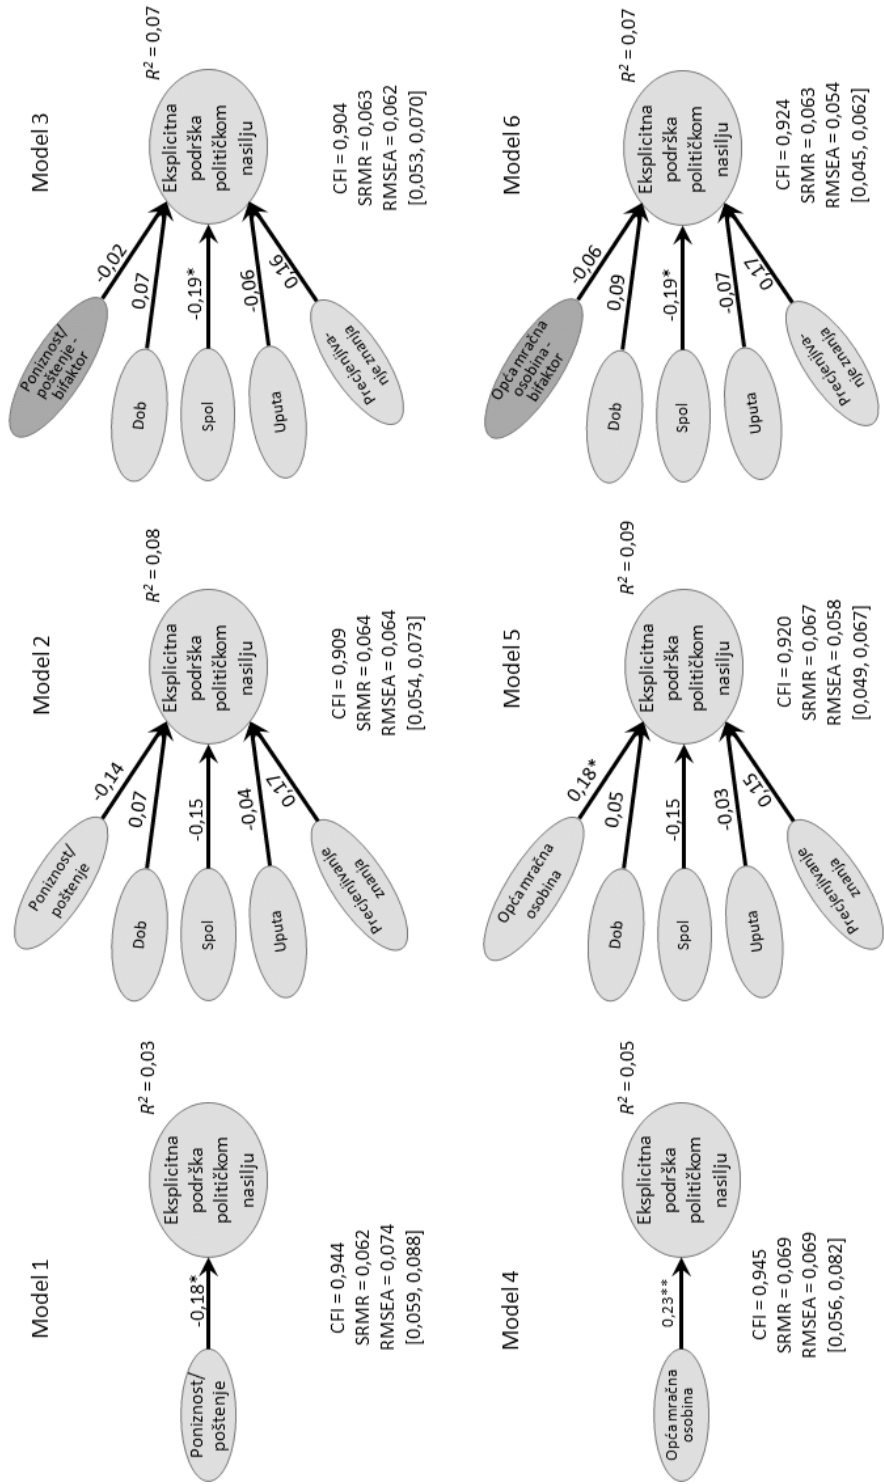 Model 1
Poniznost/
poštenje
-0,18*
Eksplicitna
podrška
političkom
nasilju
R² = 0,03
CFI = 0,944
SRMR = 0,062
RMSEA = 0,074
[0,059, 0,088]
Model 2
Poniznost/
poštenje
Dob
Spol
Uputa
Precjenjivanje
znanja
-0,14
0,07
-0,15
-0,04
0,17
Eksplicitna
podrška
političkom
nasilju
R² = 0,08
CFI = 0,909
SRMR = 0,064
RMSEA = 0,064
[0,054, 0,073]
Model 3
Poniznost/
poštenje -
bifaktor
Dob
Spol
Uputa
Precjenjiva-
nje znanja
-0,02
0,07
-0,19*
-0,06
0,16
Eksplicitna
podrška
političkom
nasilju
R² = 0,07
CFI = 0,904
SRMR = 0,063
RMSEA = 0,062
[0,053, 0,070]
Model 4
Opća mračna
osobina
0,23**
Eksplicitna
podrška
političkom
nasilju
R² = 0,05
CFI = 0,945
SRMR = 0,069
RMSEA = 0,069
[0,056, 0,082]
Model 5
Opća mračna
osobina
Dob
Spol
Uputa
Precjenjivanje
znanja
0,18*
0,05
-0,15
-0,03
0,15
Eksplicitna
podrška
političkom
nasilju
R² = 0,09
CFI = 0,920
SRMR = 0,067
RMSEA = 0,058
[0,049, 0,067]
Model 6
Opća mračna
osobina -
bifaktor
Dob
Spol
Uputa
Precjenjiva-
nje znanja
-0,06
0,09
-0,19*
-0,07
0,17
Eksplicitna
podrška
političkom
nasilju
R² = 0,07
CFI = 0,924
SRMR = 0,063
RMSEA = 0,054
[0,045, 0,062]